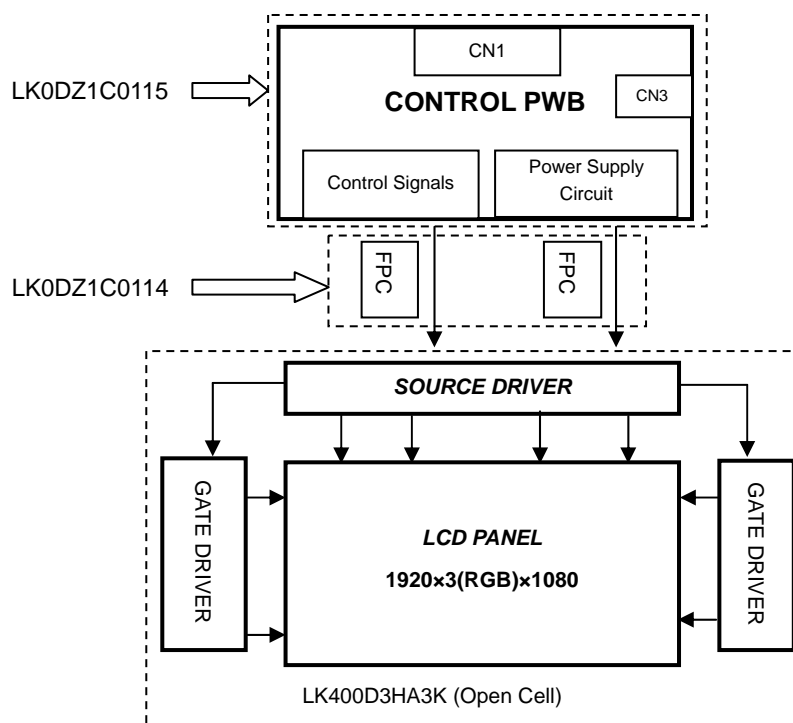 CN1
LK0DZ1C0115
CONTROL PWB
CN3
Control Signals
Power Supply
Circuit
FPC
FPC
LK0DZ1C0114
SOURCE DRIVER
GATE DRIVER
LCD PANEL
1920×3(RGB)×1080
GATE DRIVER
LK400D3HA3K (Open Cell)